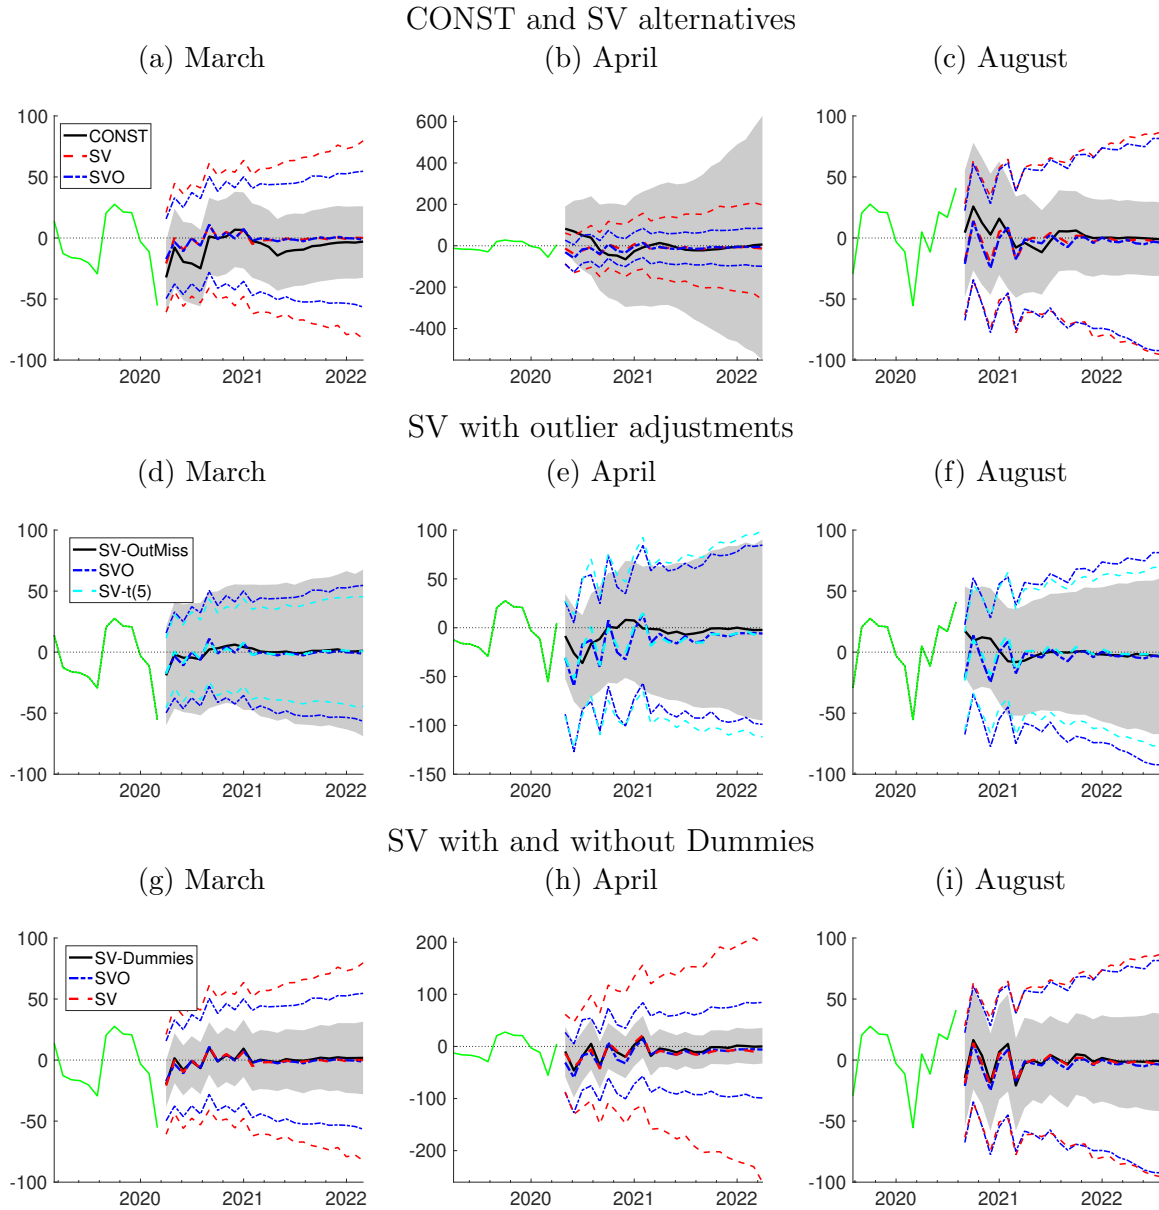 CONST and SV alternatives
(a) March
(b) April
(c) August
100
50
0
-50
-100
2020 2021 2022
CONST
SV
SVO
600
400
200
0
-200
-400
2020 2021 2022
100
50
0
-50
-100
2020 2021 2022
SV with outlier adjustments
(d) March
(e) April
(f) August
100
50
0
-50
-100
2020 2021 2022
SV-OutMiss
SVO
SV-t(5)
100
50
0
-50
-100
-150
2020 2021 2022
100
50
0
-50
-100
2020 2021 2022
SV with and without Dummies
(g) March
(h) April
(i) August
100
50
0
-50
-100
2020 2021 2022
SV-Dummies
SVO
SV
200
100
0
-100
-200
2020 2021 2022
100
50
0
-50
-100
2020 2021 2022